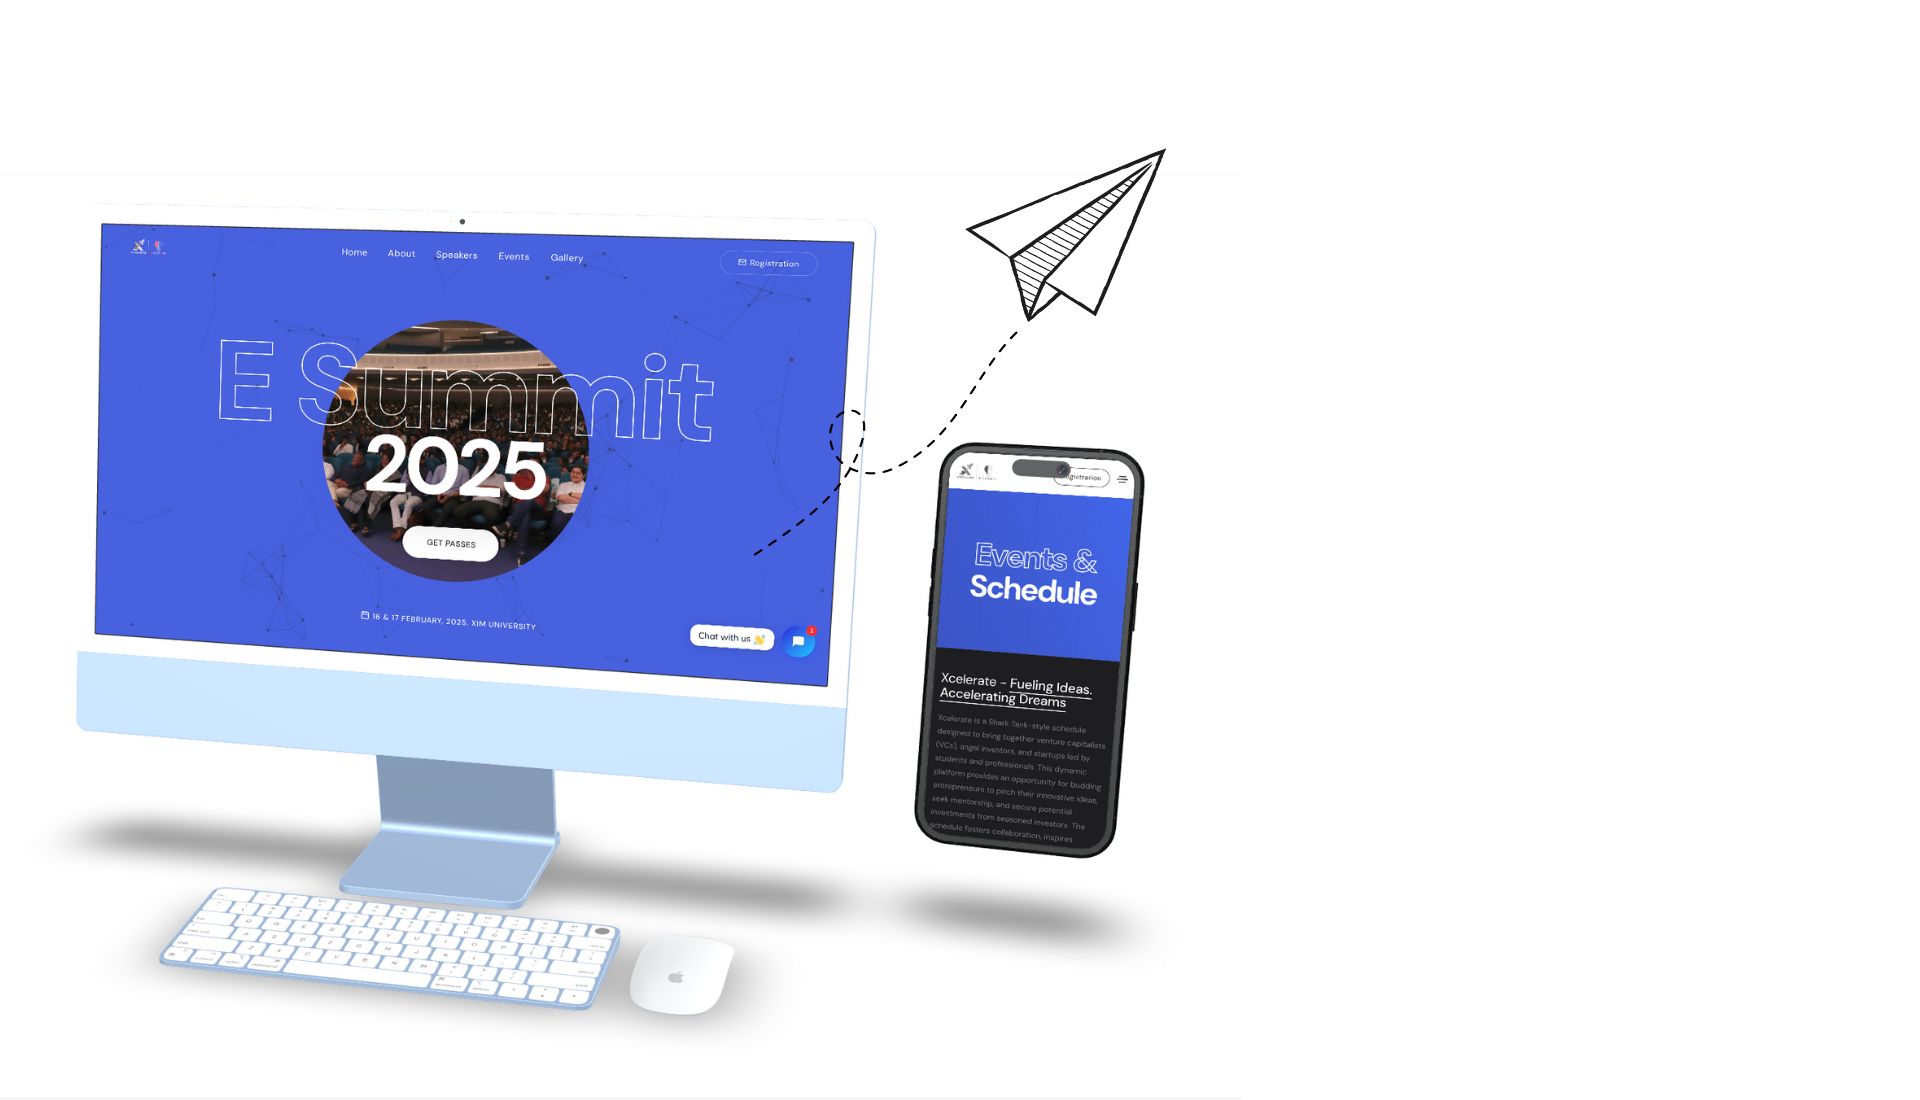 Home About Speakers Events Gallery
Registration
E Summit
2025
GET PASSES
16 & 17 FEBRUARY, 2025. XIM UNIVERSITY
Chat with us 👋
1
gistration
Events &
Schedule
Xcelerate - Fueling Ideas.
Accelerating Dreams
Xcelerate is a Shark Tank-style schedule
designed to bring together venture capitalists
(VCs), angel investors, and startups led by
students and professionals. This dynamic
platform provides an opportunity for budding
entrepreneurs to pitch their innovative ideas,
seek mentorship, and secure potential
investments from seasoned investors. The
schedule fosters collaboration, inspires